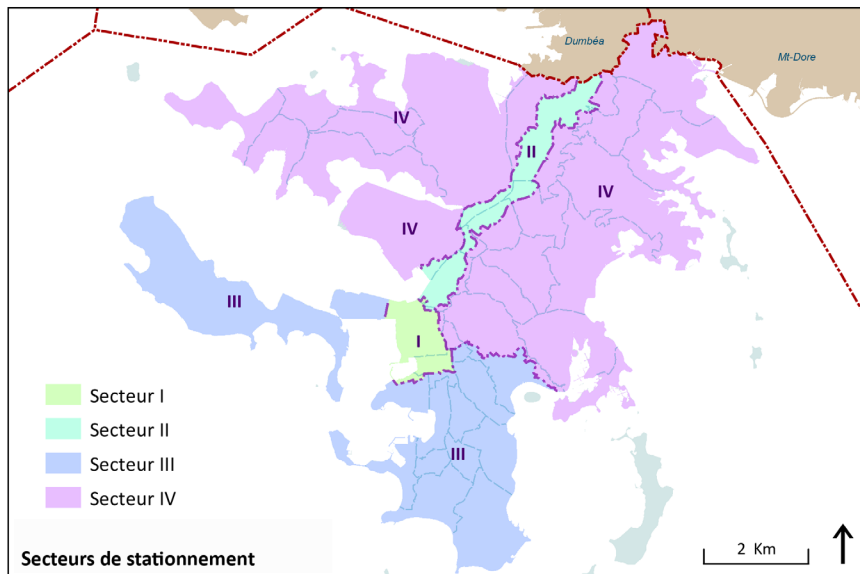 Dumbéa
Mt-Dore
IV
II
IV
IV
III
I
III
Secteur I
Secteur II
Secteur III
Secteur IV
Secteurs de stationnement
2 Km